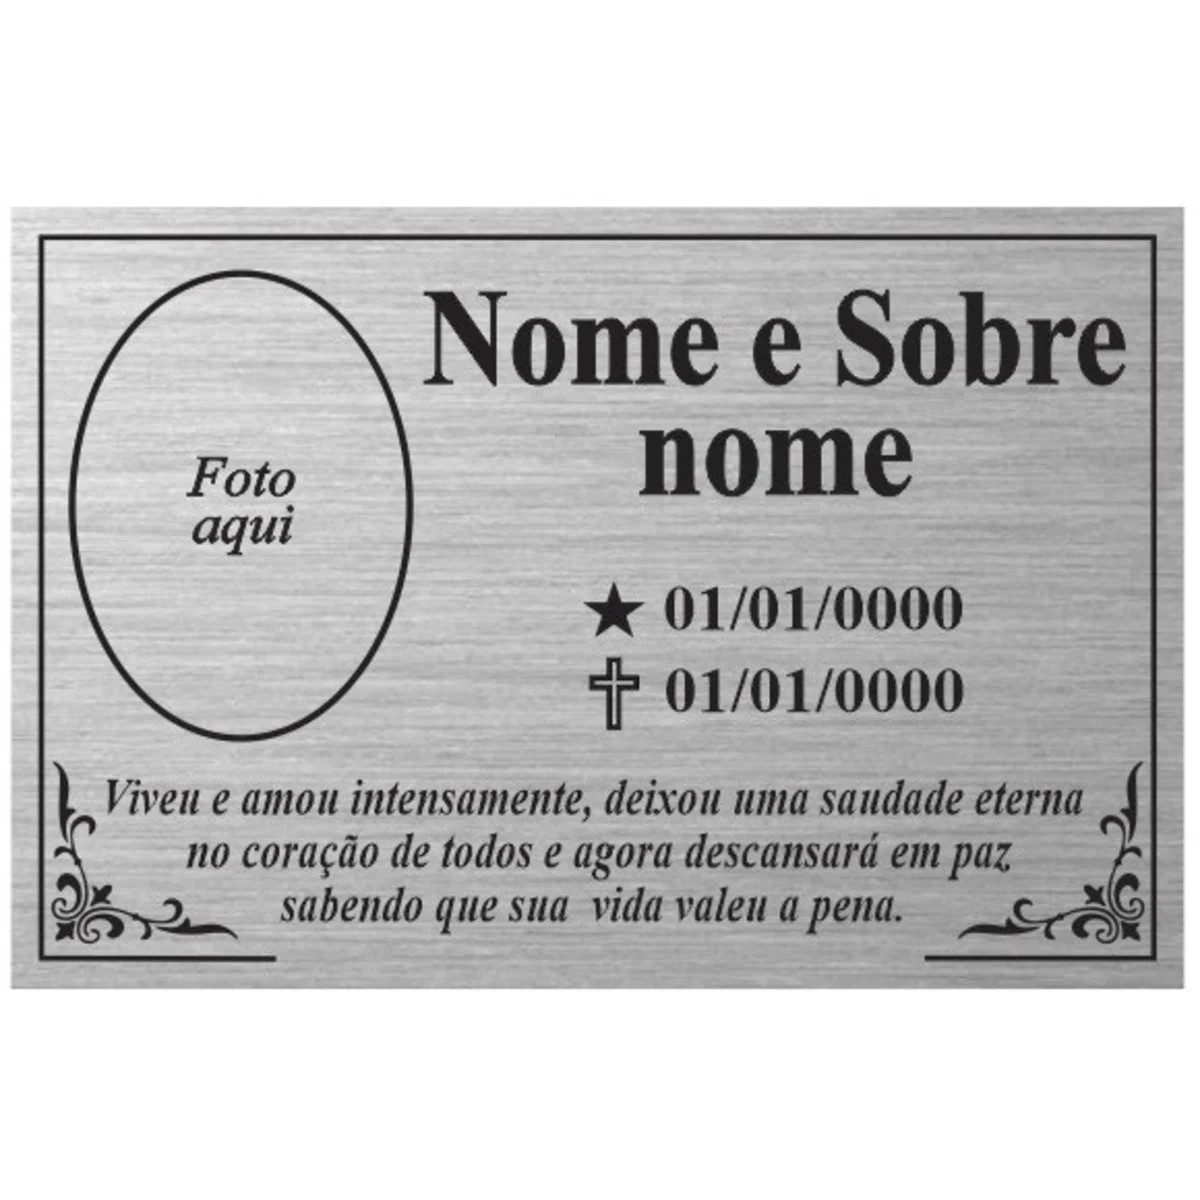 Nome e Sobre
nome
Foto
aqui
★ 01/01/0000
✝ 01/01/0000
Viveu e amou intensamente, deixou uma saudade eterna
no coração de todos e agora descansará em paz
sabendo que sua  vida valeu a pena.